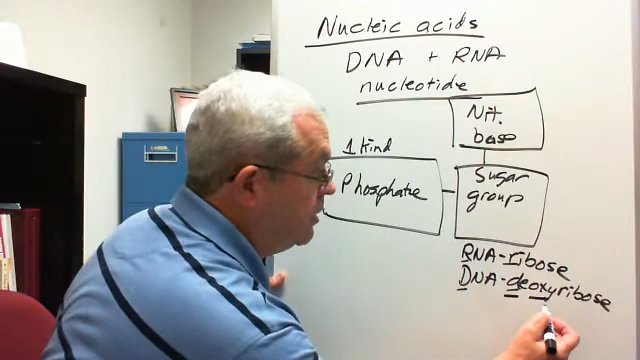 Nucleic acids
DNA + RNA
nucleotide
Nit.
base
1 kind
Phosphate
Sugar
group
RNA-ribose
DNA-deoxyribose